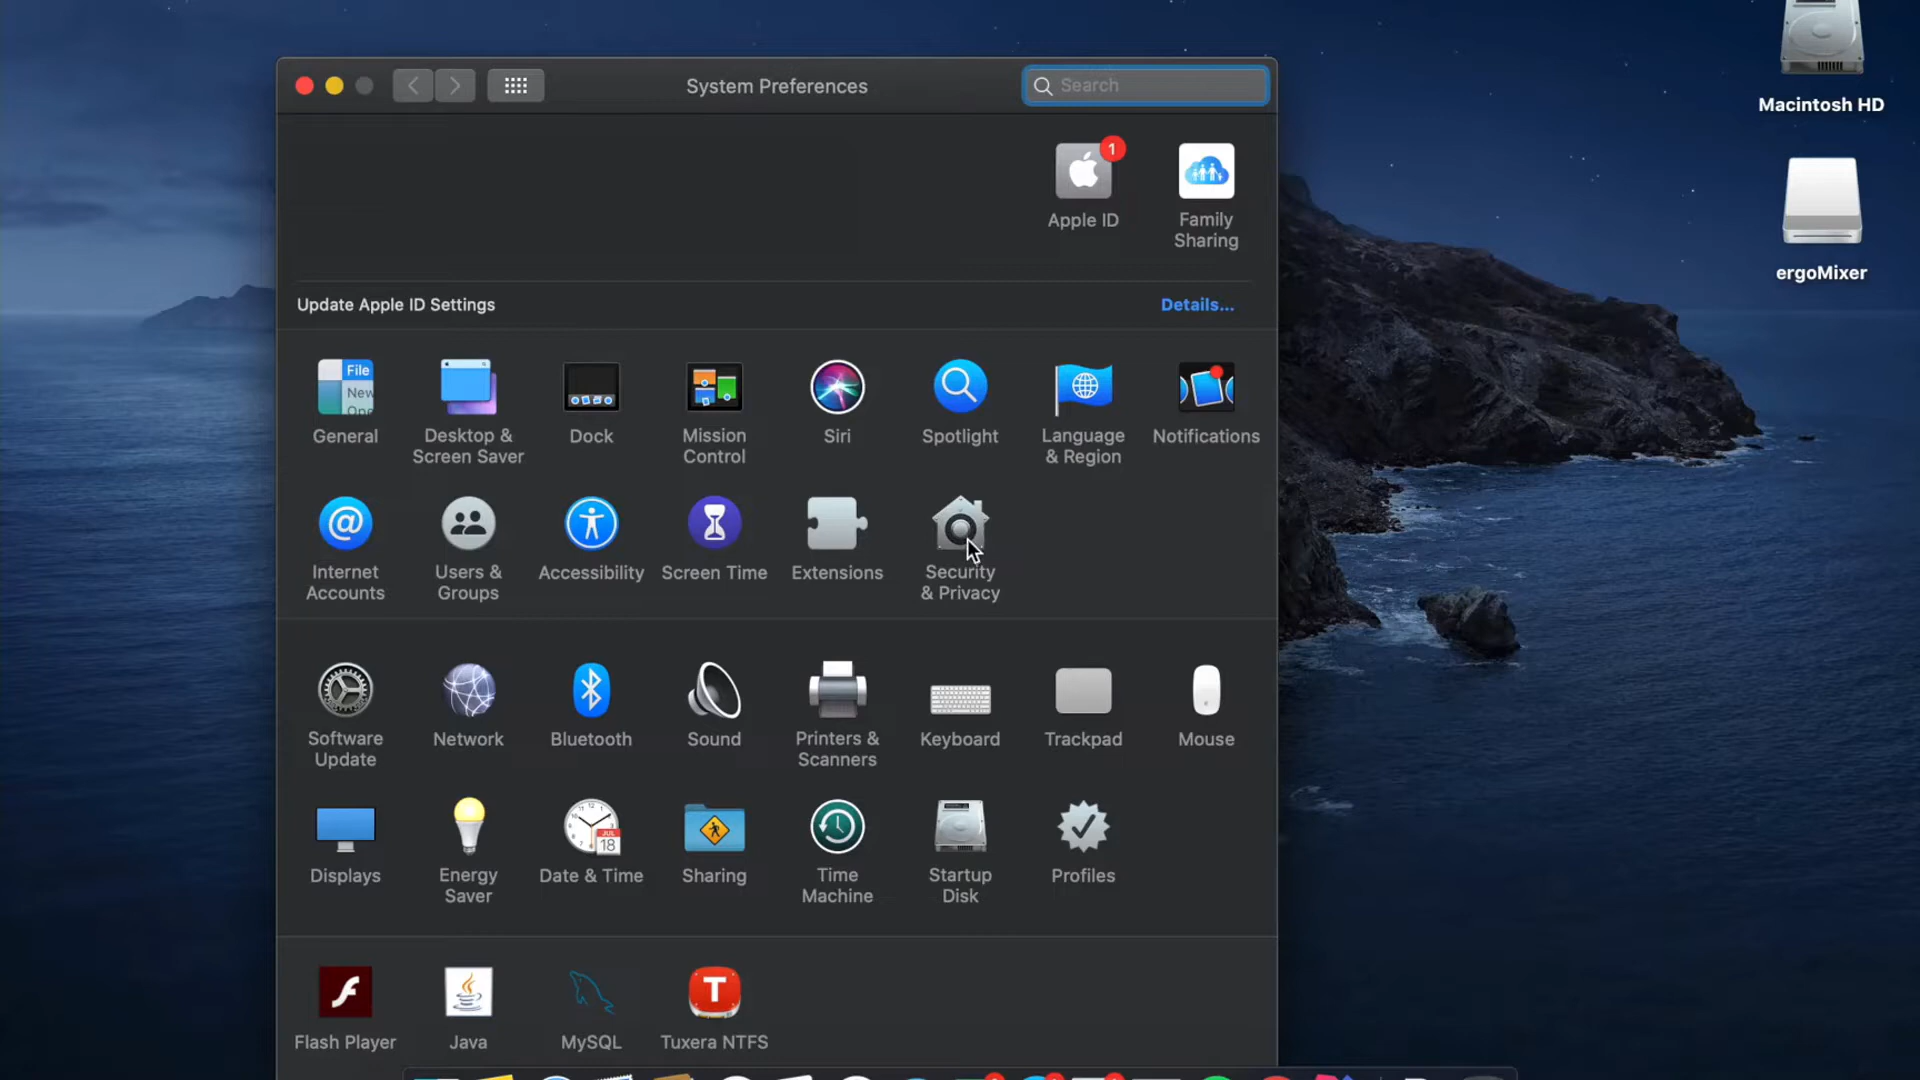 System Preferences
Search
Macintosh HD
1
Apple ID
Family
Sharing
ergoMixer
Update Apple ID Settings
Details...
File
New
Ope
General
Desktop &
Screen Saver
Dock
Mission
Control
Siri
Spotlight
Language
& Region
Notifications
@
Internet
Accounts
Users &
Groups
Accessibility
Screen Time
Extensions
Security
& Privacy
Software
Update
Network
Bluetooth
Sound
Printers &
Scanners
Keyboard
Trackpad
Mouse
Displays
Energy
Saver
JUL
18
Date & Time
Sharing
Time
Machine
Startup
Disk
Profiles
Flash Player
Java
MySQL
T
Tuxera NTFS